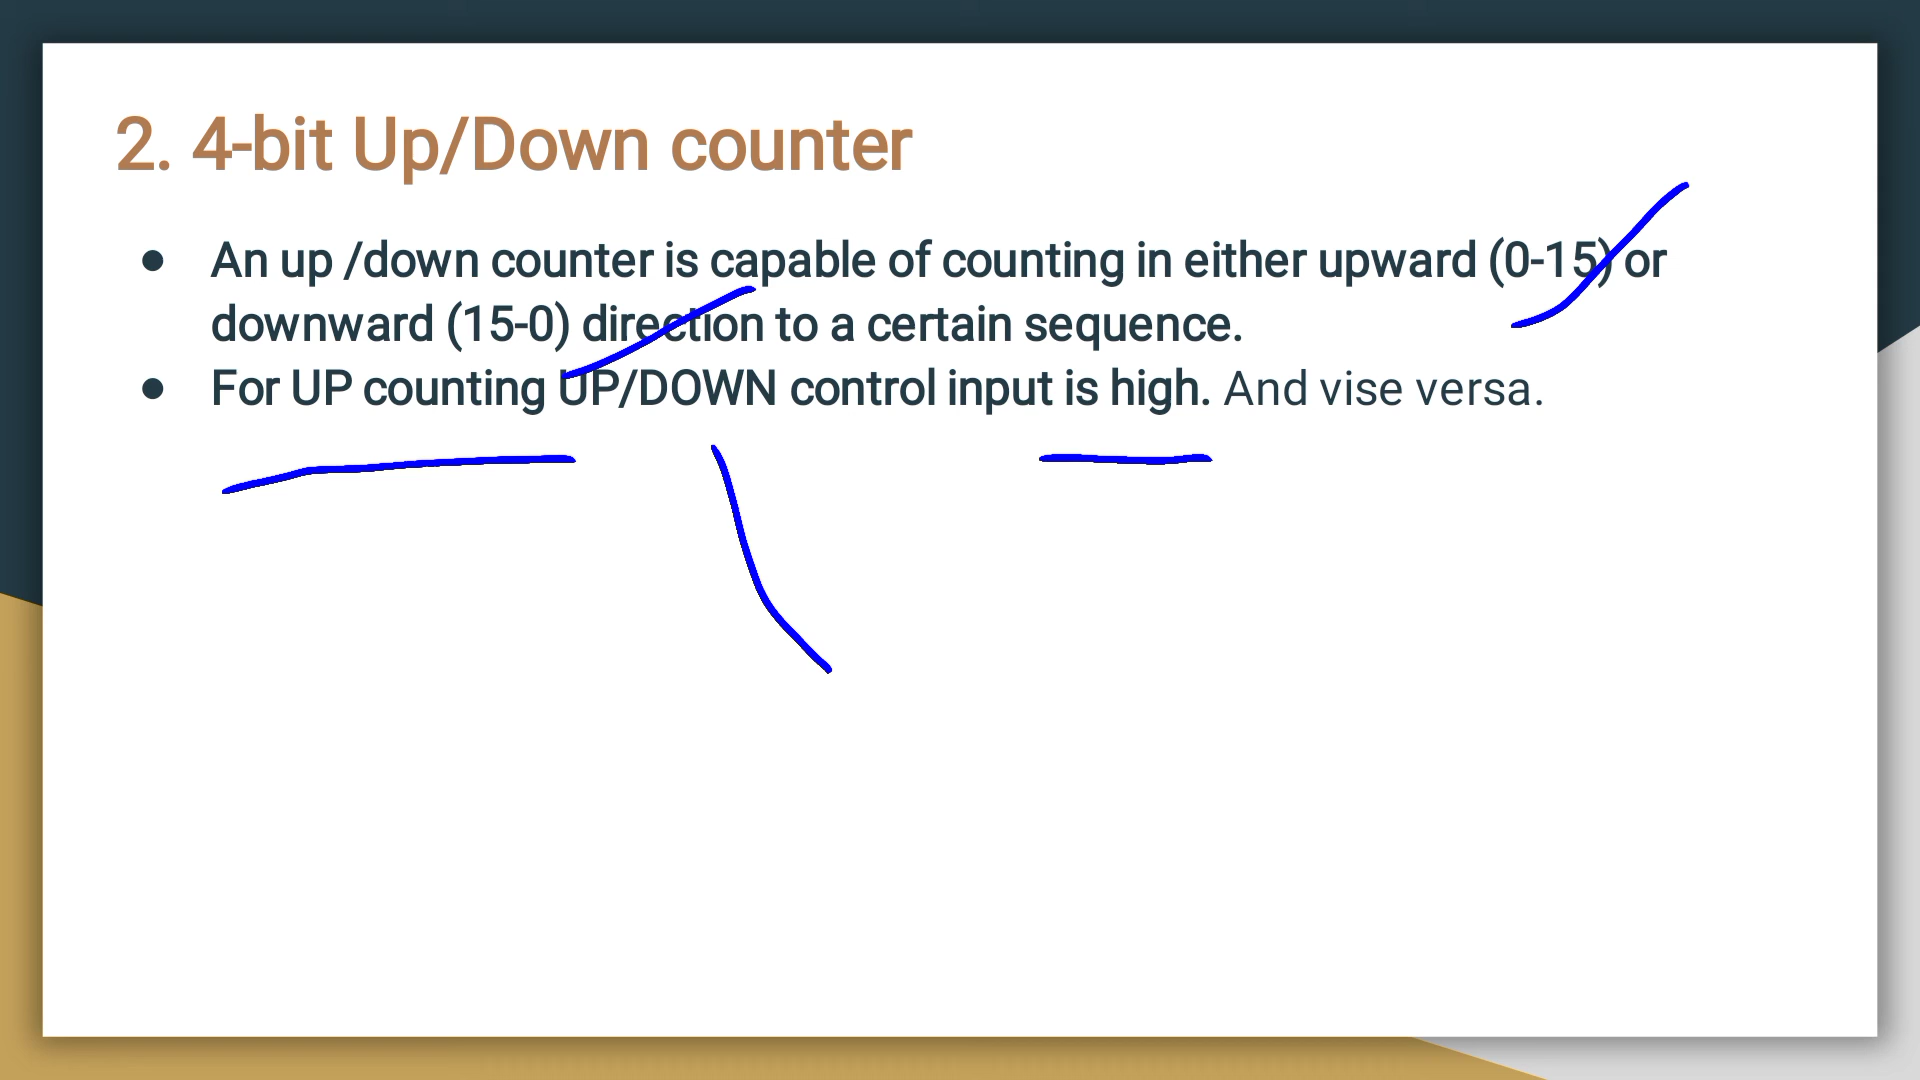 2. 4-bit Up/Down counter
● An up /down counter is capable of counting in either upward (0-15) or
downward (15-0) direction to a certain sequence.
● For UP counting UP/DOWN control input is high. And vise versa.